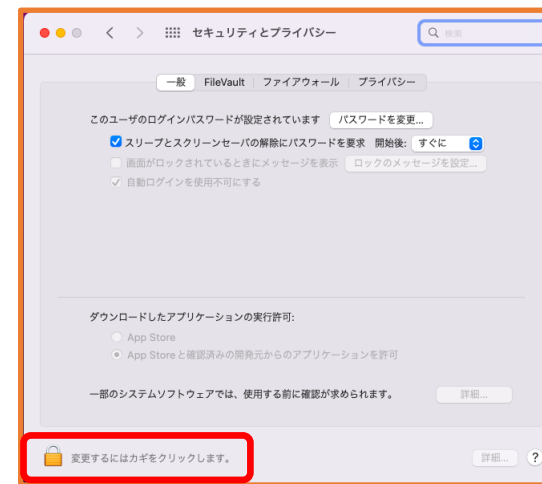 セキュリティとプライバシー
検索
一般 FileVault ファイアウォール プライバシー
このユーザのログインパスワードが設定されています パスワードを変更...
スリープとスクリーンセーバの解除にパスワードを要求 開始後: すぐに
画面がロックされているときにメッセージを表示 ロックのメッセージを設定...
自動ログインを使用不可にする
ダウンロードしたアプリケーションの実行許可:
App Store
App Storeと確認済みの開発元からのアプリケーションを許可
一部のシステムソフトウェアでは、使用する前に確認が求められます。 詳細...
変更するにはカギをクリックします。 詳細... ?